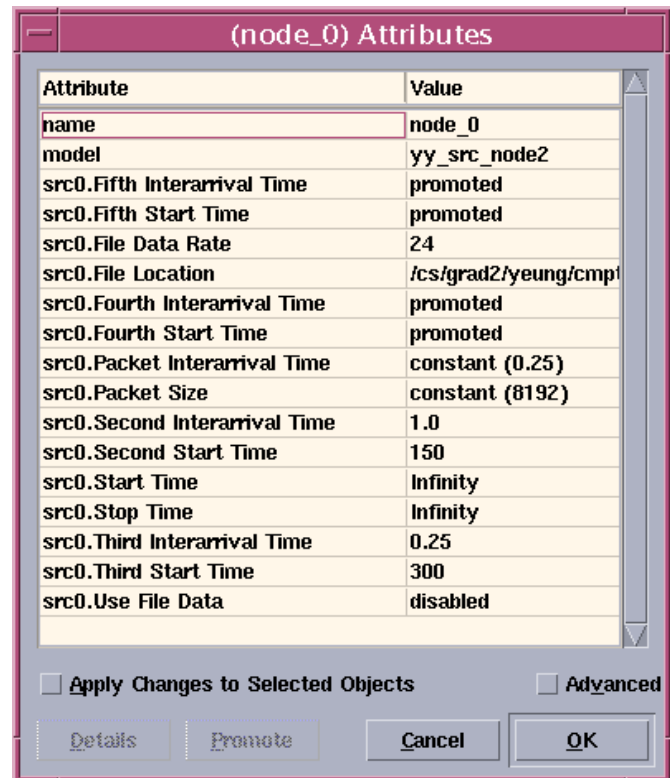 (node_0) Attributes
Attribute Value
name node_0
model yy_src_node2
src0.Fifth Interarrival Time promoted
src0.Fifth Start Time promoted
src0.File Data Rate 24
src0.File Location /cs/grad2/yeung/cmpt
src0.Fourth Interarrival Time promoted
src0.Fourth Start Time promoted
src0.Packet Interarrival Time constant (0.25)
src0.Packet Size constant (8192)
src0.Second Interarrival Time 1.0
src0.Second Start Time 150
src0.Start Time Infinity
src0.Stop Time Infinity
src0.Third Interarrival Time 0.25
src0.Third Start Time 300
src0.Use File Data disabled
Apply Changes to Selected Objects Advanced
Details Promote Cancel OK